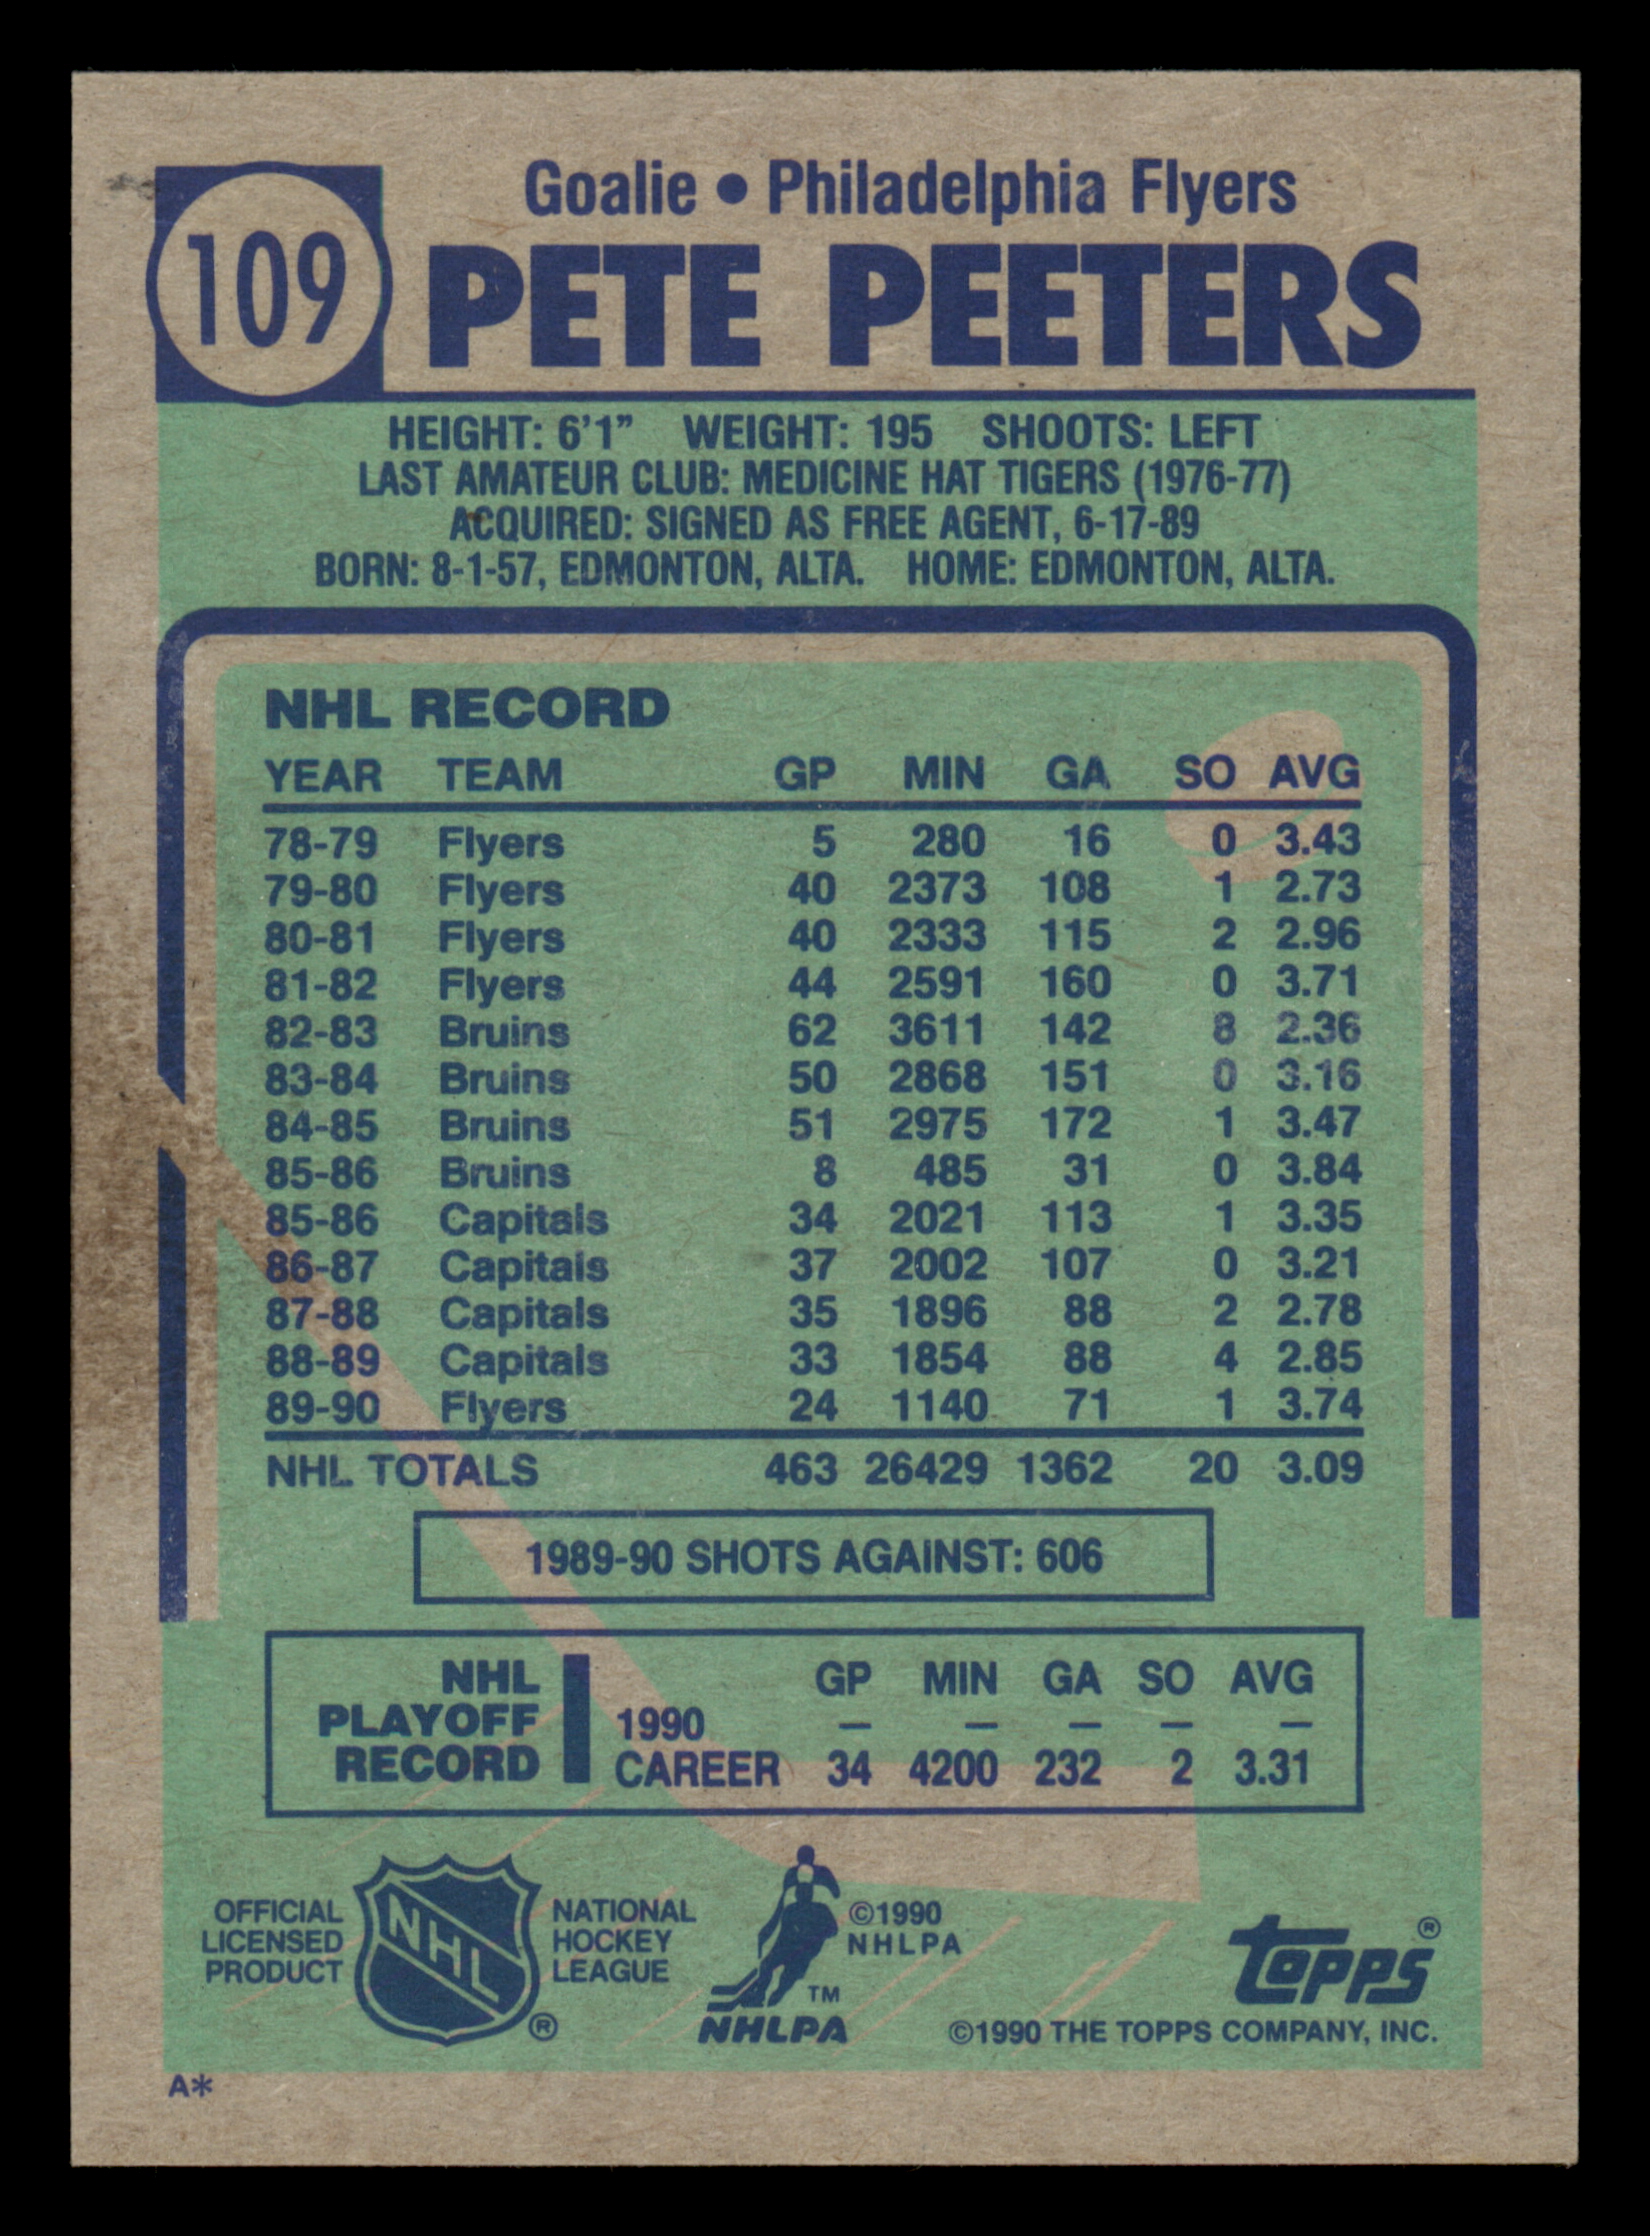 109
Goalie • Philadelphia Flyers
PETE PEETERS
HEIGHT: 6'1" WEIGHT: 195 SHOOTS: LEFT
LAST AMATEUR CLUB: MEDICINE HAT TIGERS (1976-77)
ACQUIRED: SIGNED AS FREE AGENT, 6-17-89
BORN: 8-1-57, EDMONTON, ALTA. HOME: EDMONTON, ALTA.
NHL RECORD
YEAR TEAM GP MIN GA SO AVG
78-79 Flyers 5 280 16 0 3.43
79-80 Flyers 40 2373 108 1 2.73
80-81 Flyers 40 2333 115 2 2.96
81-82 Flyers 44 2591 160 0 3.71
82-83 Bruins 62 3611 142 8 2.36
83-84 Bruins 50 2868 151 0 3.16
84-85 Bruins 51 2975 172 1 3.47
85-86 Bruins 8 485 31 0 3.84
85-86 Capitals 34 2021 113 1 3.35
86-87 Capitals 37 2002 107 0 3.21
87-88 Capitals 35 1896 88 2 2.78
88-89 Capitals 33 1854 88 4 2.85
89-90 Flyers 24 1140 71 1 3.74
NHL TOTALS 463 26429 1362 20 3.09
1989-90 SHOTS AGAINST: 606
NHL PLAYOFF RECORD
GP MIN GA SO AVG
1990 – – – – –
CAREER 34 4200 232 2 3.31
OFFICIAL
LICENSED
PRODUCT
NHL
®
NATIONAL
HOCKEY
LEAGUE
©1990
NHLPA
TM
NHLPA
topps®
©1990 THE TOPPS COMPANY, INC.
A*